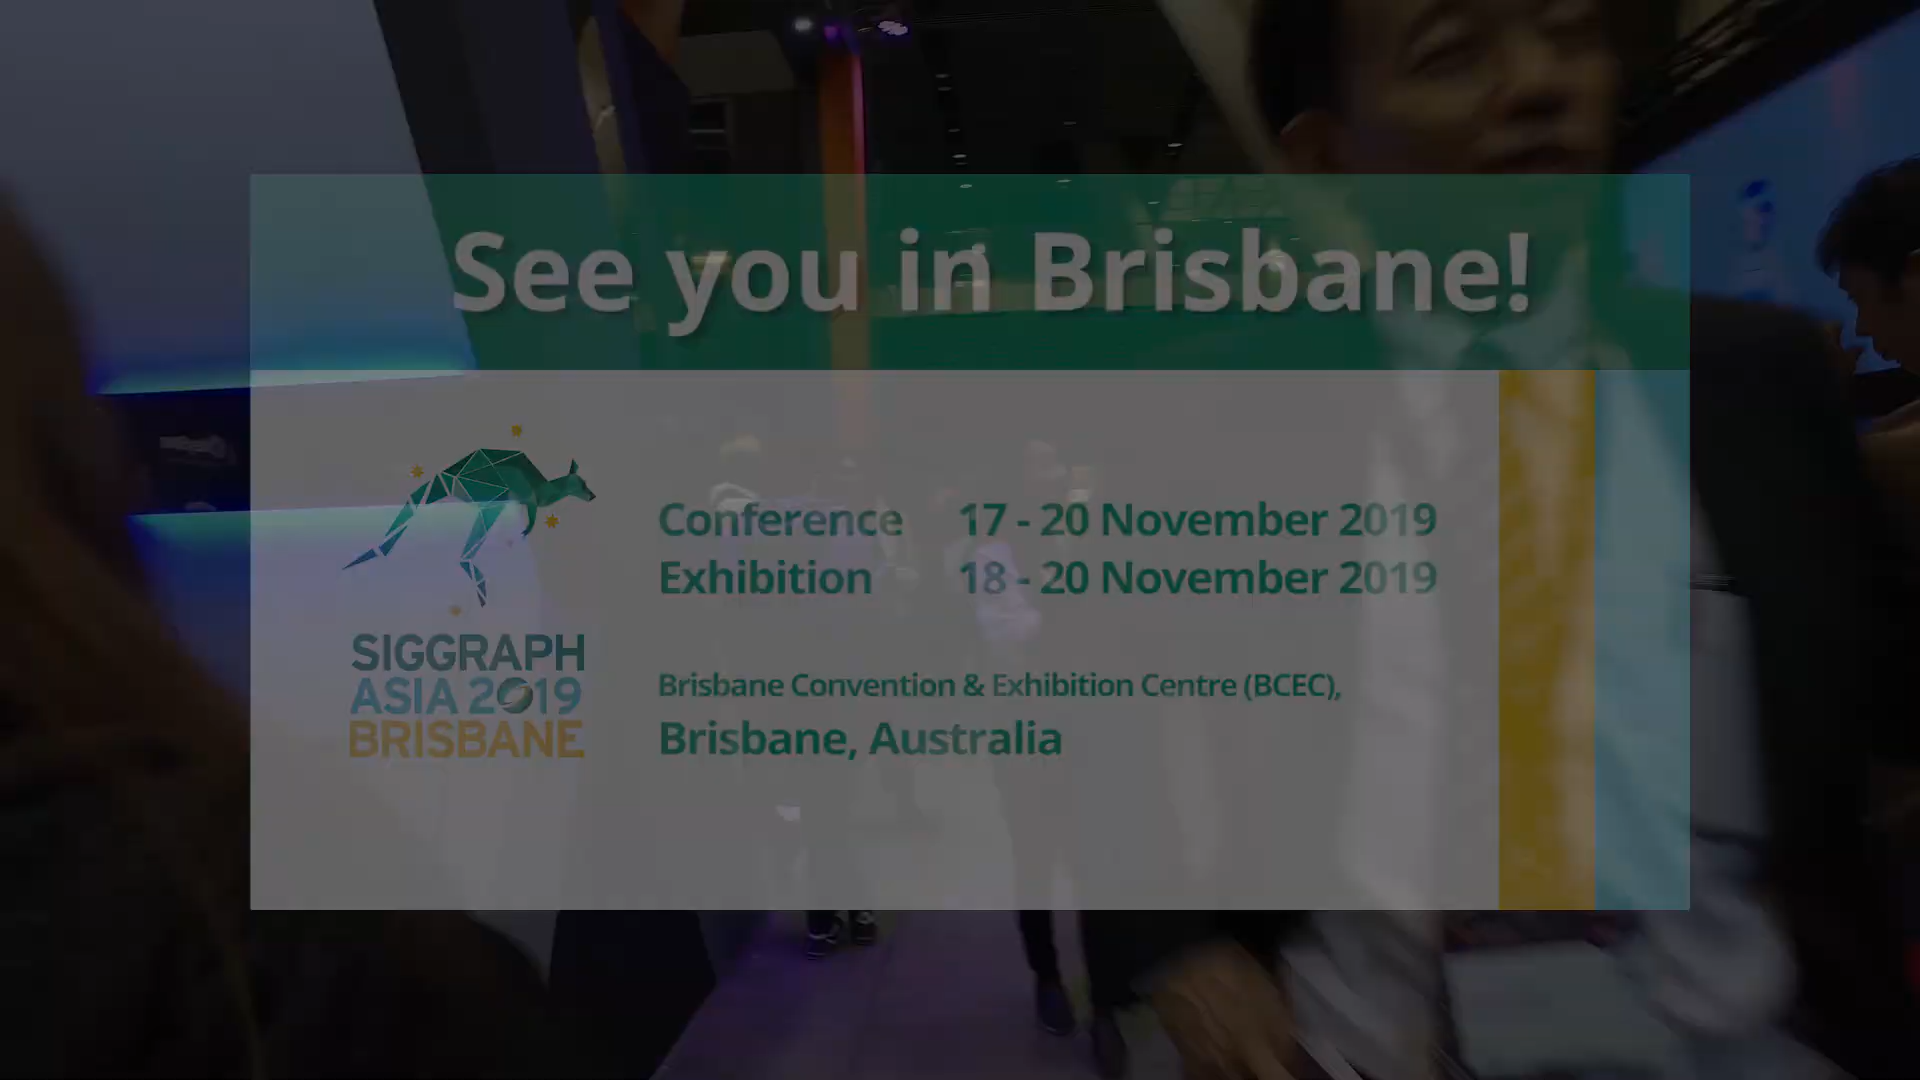 See you in Brisbane!
Conference 17 - 20 November 2019
Exhibition 18 - 20 November 2019
SIGGRAPH
ASIA 2019
BRISBANE
Brisbane Convention & Exhibition Centre (BCEC),
Brisbane, Australia